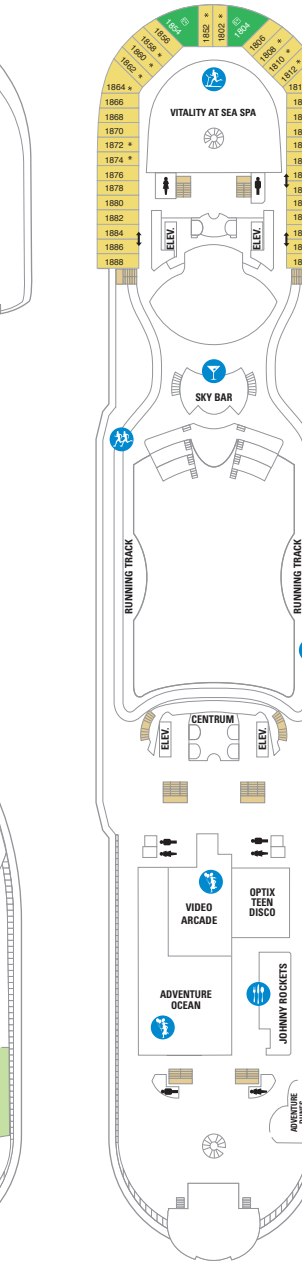 1852 *
1802 *
1854
1804
1856
1858 *
1860 *
1862 *
1806
1808 *
1810 *
1812 *
1864 *
1866
1868
1870
1872 *
1874 *
1876
1878
1880
1882
1884
1886
1888
VITALITY AT SEA SPA
ELEV.
ELEV.
SKY BAR
RUNNING TRACK
RUNNING TRACK
CENTRUM
ELEV.
ELEV.
VIDEO
ARCADE
OPTIX
TEEN
DISCO
ADVENTURE
OCEAN
JOHNNY ROCKETS
ADVENTURE